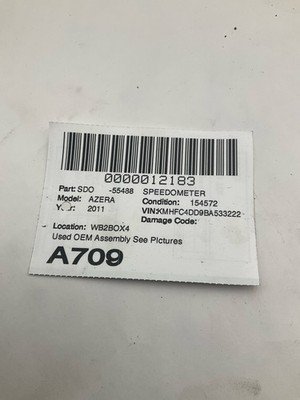 0000012183
Part: SDO -55488 SPEEDOMETER
Model: AZERA Condition: 154572
2011 VIN:KMHFC4DD9BA533222
Damage Code:
Location: WB2BOX4
Used OEM Assembly See Pictures
A709